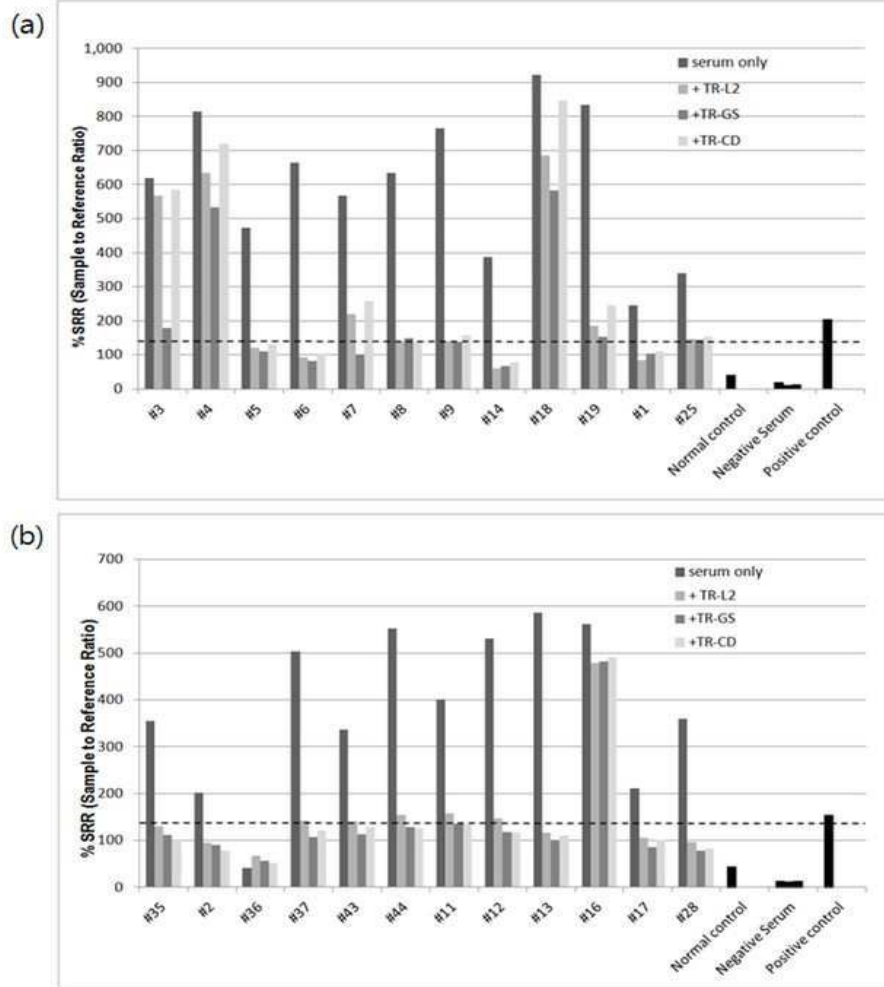 (a)
% SRR (Sample to Reference Ratio)
1,000
900
800
700
600
500
400
300
200
100
0
serum only
+ TR-L2
+TR-GS
+TR-CD
#3 #4 #5 #6 #7 #8 #9 #14 #18 #19 #1 #25 Normal control Negative Serum Positive control
(b)
% SRR (Sample to Reference Ratio)
700
600
500
400
300
200
100
0
serum only
+ TR-L2
+TR-GS
+TR-CD
#35 #2 #36 #37 #43 #44 #11 #12 #13 #16 #17 #28 Normal control Negative Serum Positive control